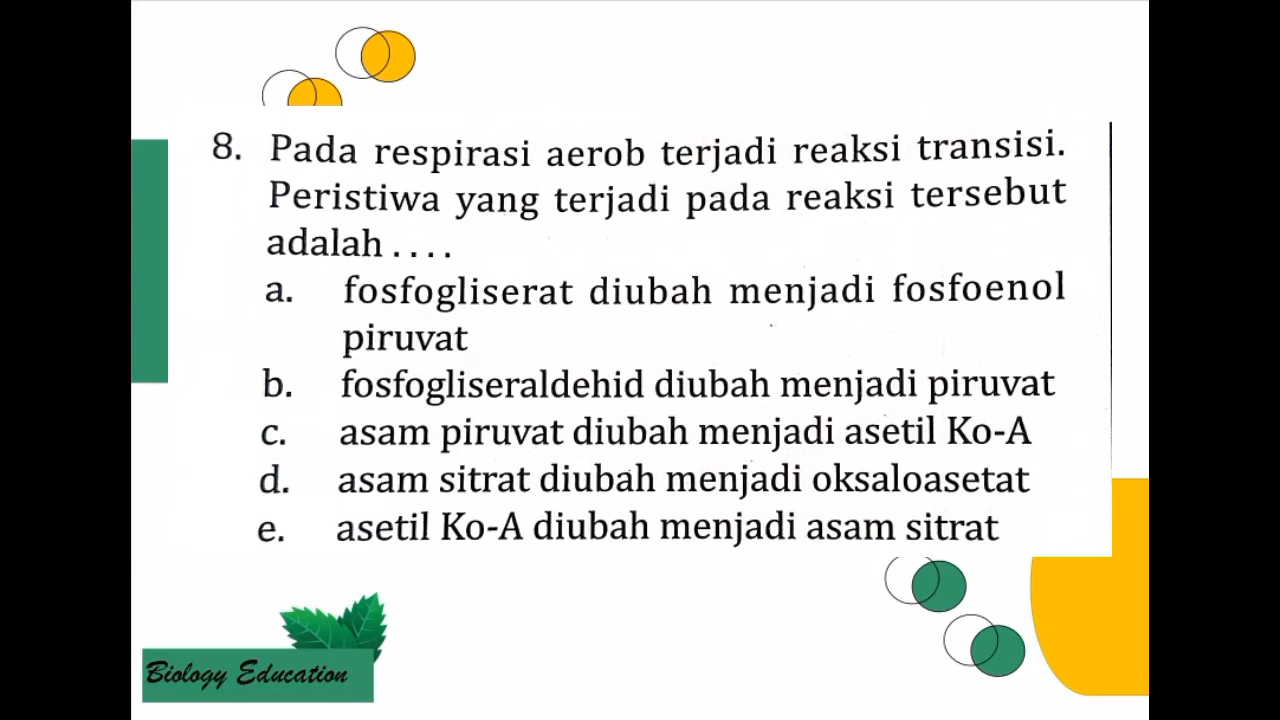 8. Pada respirasi aerob terjadi reaksi transisi.
Peristiwa yang terjadi pada reaksi tersebut
adalah . . . .
a. fosfogliserat diubah menjadi fosfoenol
piruvat
b. fosfogliseraldehid diubah menjadi piruvat
c. asam piruvat diubah menjadi asetil Ko-A
d. asam sitrat diubah menjadi oksaloasetat
e. asetil Ko-A diubah menjadi asam sitrat
Biology Education